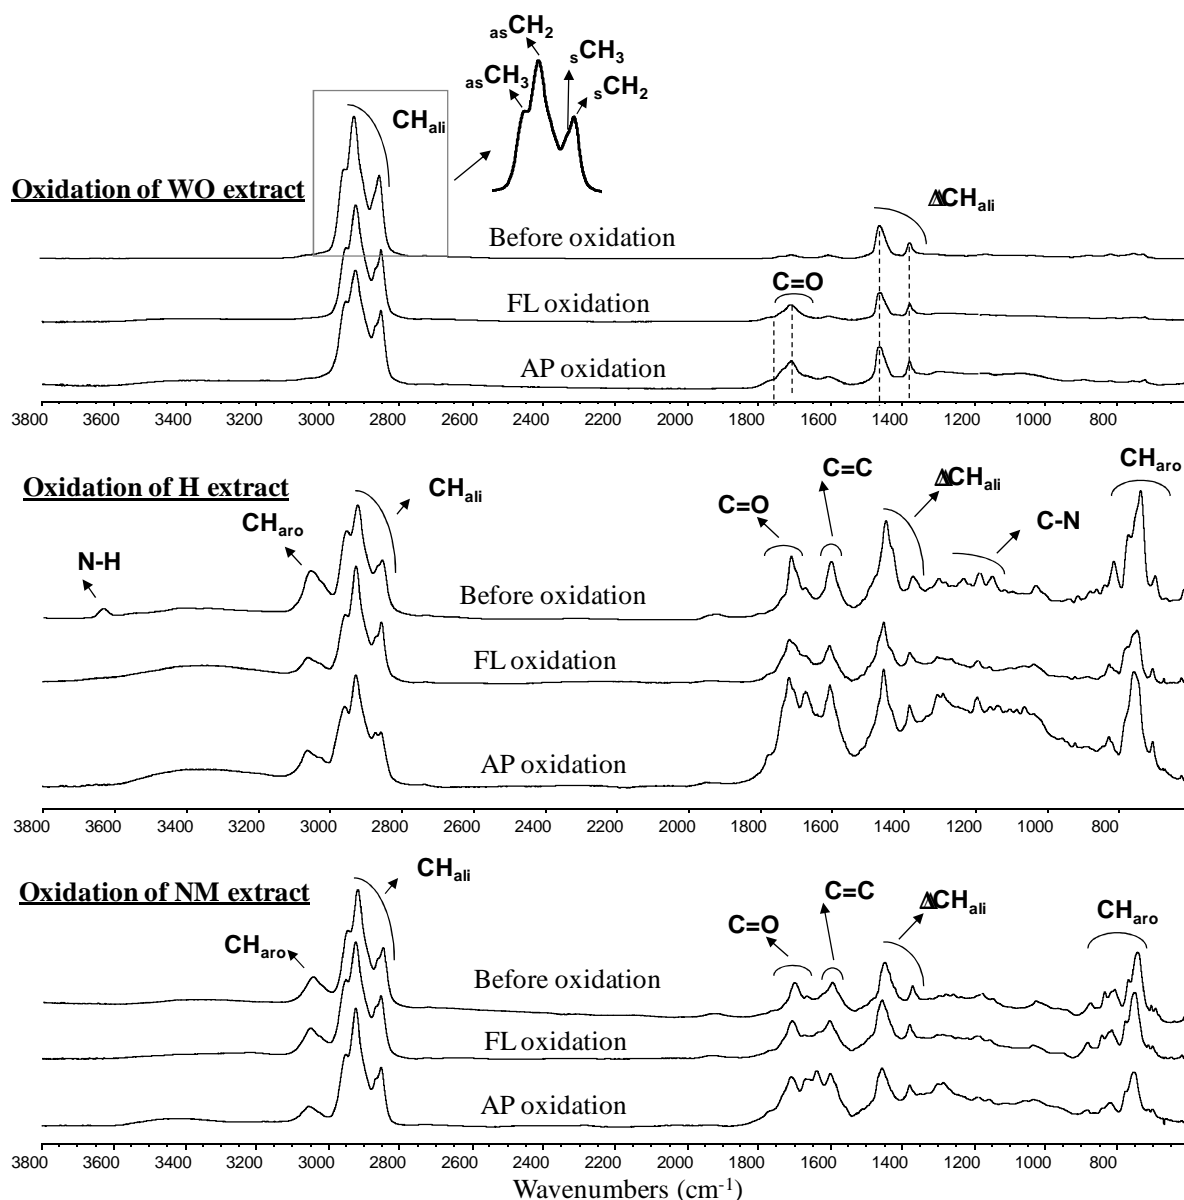 asCH2
sCH3
asCH3
sCH2
CHali
Oxidation of WO extract
ΔCHali
Before oxidation
C=O
FL oxidation
AP oxidation
3800 3600 3400 3200 3000 2800 2600 2400 2200 2000 1800 1600 1400 1200 1000 800
CHaro
C=C
Oxidation of H extract
CHali
ΔCHali
C=O
CHaro
C-N
N-H
Before oxidation
FL oxidation
AP oxidation
3800 3600 3400 3200 3000 2800 2600 2400 2200 2000 1800 1600 1400 1200 1000 800
CHali
Oxidation of NM extract
C=C
ΔCHali
CHaro
C=O
CHaro
Before oxidation
FL oxidation
AP oxidation
3800 3600 3400 3200 3000 2800 2600 2400 2200 2000 1800 1600 1400 1200 1000 800
Wavenumbers (cm-1)